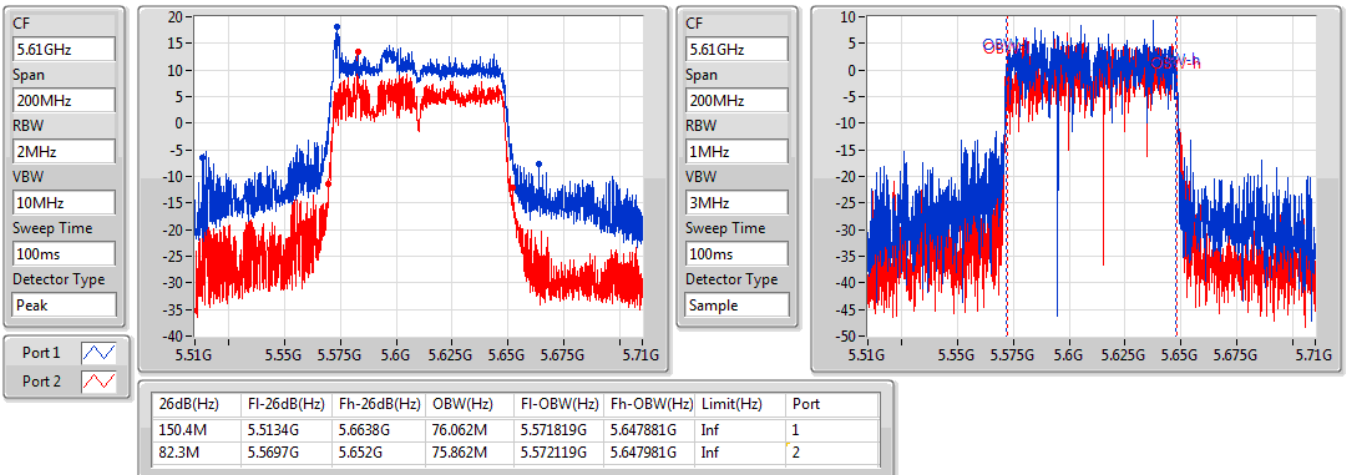 CF
5.61GHz
Span
200MHz
RBW
2MHz
VBW
10MHz
Sweep Time
100ms
Detector Type
Peak
Port 1
Port 2
20
15
10
5
0
-5
-10
-15
-20
-25
-30
-35
-40
5.51G 5.55G 5.575G 5.6G 5.625G 5.65G 5.675G 5.71G
CF
5.61GHz
Span
200MHz
RBW
1MHz
VBW
3MHz
Sweep Time
100ms
Detector Type
Sample
10
5
0
-5
-10
-15
-20
-25
-30
-35
-40
-45
-50
OBW-h
5.51G 5.55G 5.575G 5.6G 5.625G 5.65G 5.675G 5.71G
26dB(Hz) Fl-26dB(Hz) Fh-26dB(Hz) OBW(Hz) Fl-OBW(Hz) Fh-OBW(Hz) Limit(Hz) Port
150.4M 5.5134G 5.6638G 76.062M 5.571819G 5.647881G Inf 1
82.3M 5.5697G 5.652G 75.862M 5.572119G 5.647981G Inf 2